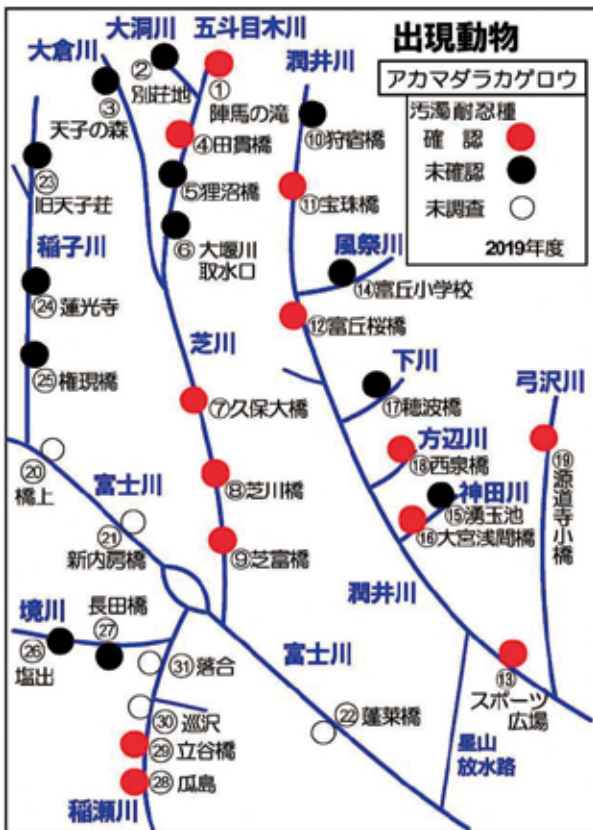 出現動物
アカマダラカゲロウ
汚濁耐忍種
確 認
未確認
未調査
2019年度
大倉川
大洞川
五斗目木川
潤井川
②
別荘地
①
陣馬の滝
③
天子の森
④田貫橋
⑤狸沼橋
⑥大堰川
取水口
⑩狩宿橋
⑪宝珠橋
風祭川
⑭富丘小学校
⑫富丘桜橋
㉓
旧天子荘
稲子川
㉔蓮光寺
㉕権現橋
芝川
⑦久保大橋
⑧芝川橋
⑨芝富橋
下川
⑰穂波橋
方辺川
⑱西泉橋
神田川
⑮湧玉池
⑯大宮浅間橋
弓沢川
⑲源道寺小橋
⑳
橋上
富士川
㉑
新内房橋
潤井川
境川
長田橋
㉗
㉖
塩出
㉛落合
富士川
㉚巡沢
㉙立谷橋
㉘瓜島
稲瀬川
㉒蓬莱橋
⑬
スポーツ
広場
星山
放水路